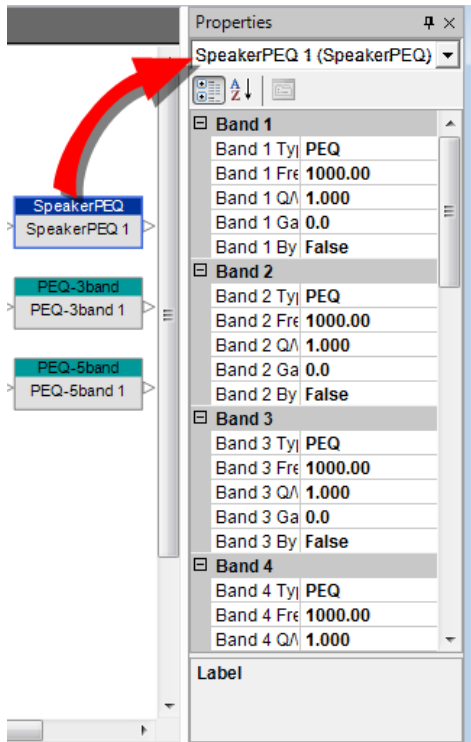 Properties
SpeakerPEQ 1 (SpeakerPEQ)
Band 1
Band 1 Typ PEQ
Band 1 Fre 1000.00
Band 1 Q/\ 1.000
Band 1 Ga 0.0
Band 1 By False
Band 2
Band 2 Typ PEQ
Band 2 Fre 1000.00
Band 2 Q/\ 1.000
Band 2 Ga 0.0
Band 2 By False
Band 3
Band 3 Typ PEQ
Band 3 Fre 1000.00
Band 3 Q/\ 1.000
Band 3 Ga 0.0
Band 3 By False
Band 4
Band 4 Typ PEQ
Band 4 Fre 1000.00
Band 4 Q/\ 1.000
Label
SpeakerPEQ
SpeakerPEQ 1
PEQ-3band
PEQ-3band 1
PEQ-5band
PEQ-5band 1